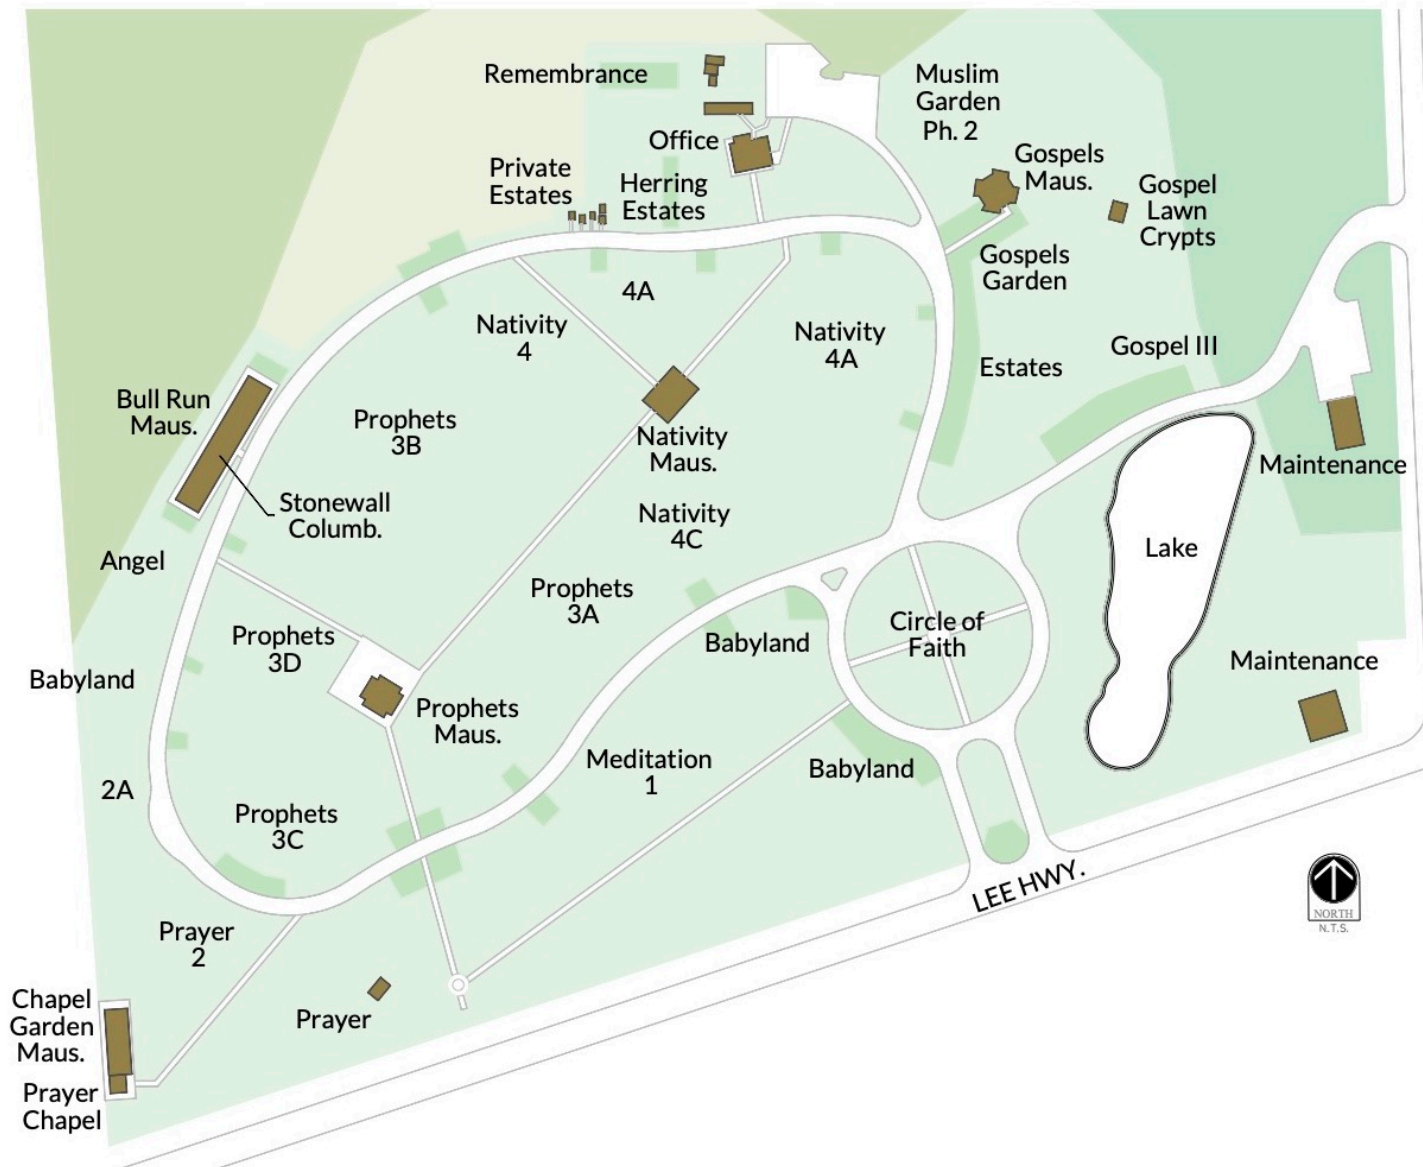 Remembrance
Muslim
Garden
Ph. 2
Office
Gospels
Maus.
Private
Estates
Herring
Estates
Gospel
Lawn
Crypts
Gospels
Garden
4A
Nativity
4
Nativity
4A
Gospel III
Estates
Bull Run
Maus.
Prophets
3B
Nativity
Maus.
Maintenance
Stonewall
Columb.
Nativity
4C
Lake
Angel
Prophets
3A
Circle of
Faith
Prophets
3D
Babyland
Maintenance
Babyland
Prophets
Maus.
Meditation
1
Babyland
2A
Prophets
3C
LEE HWY.
NORTH
N.T.S.
Prayer
2
Chapel
Garden
Maus.
Prayer
Prayer
Chapel